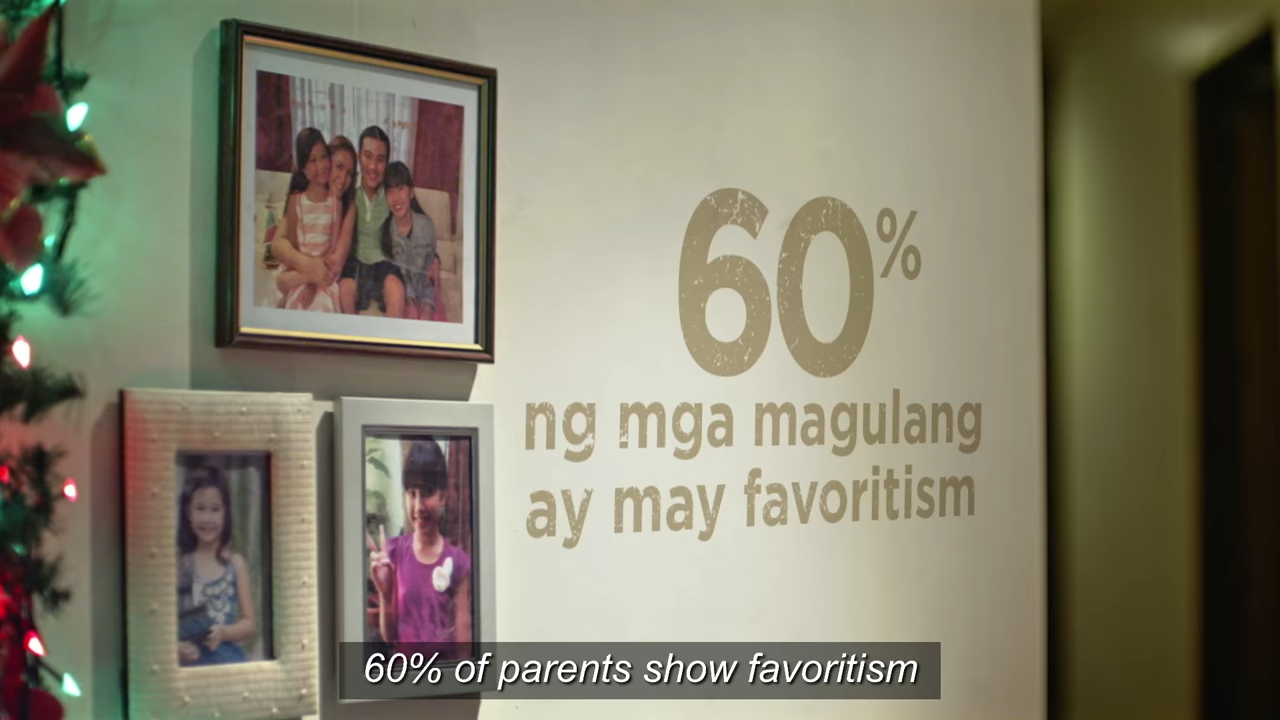 60%
ng mga magulang
ay may favoritism
60% of parents show favoritism